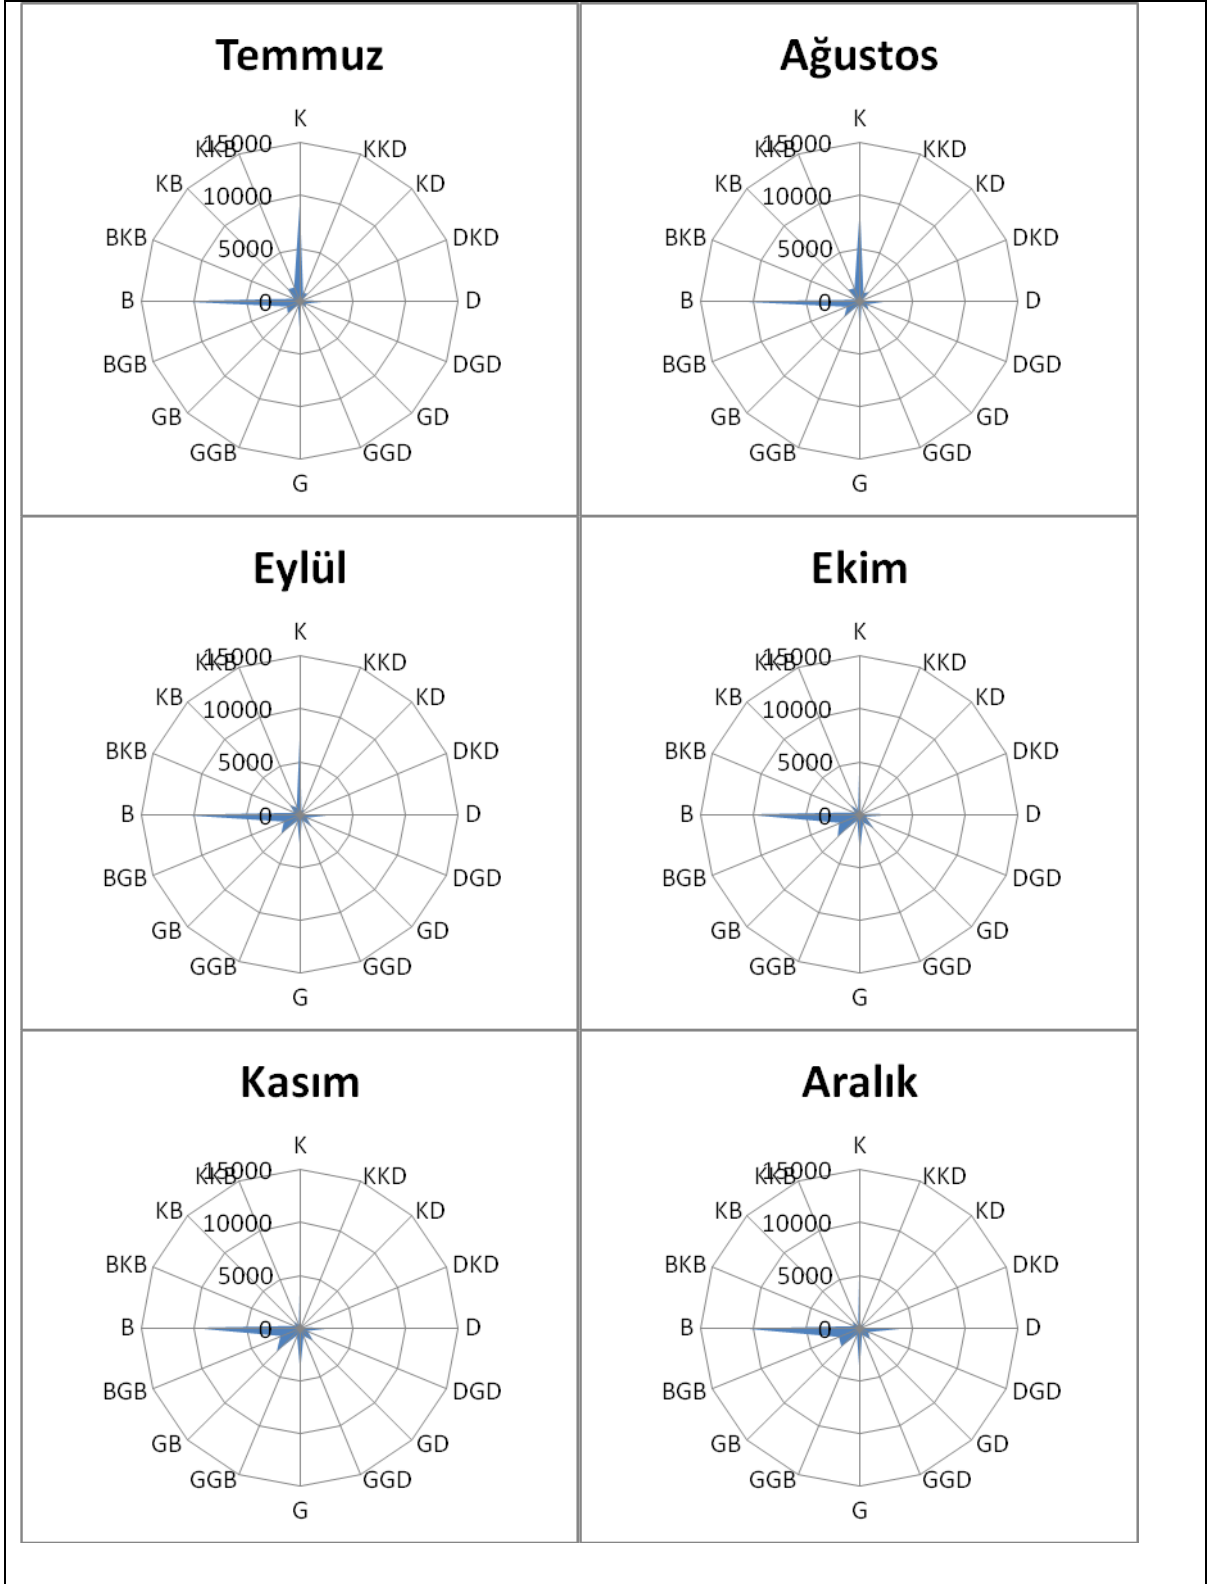 Temmuz
K
KKD
KD
DKD
D
DGD
GD
GGD
G
GGB
GB
BGB
B
BKB
KB
KKB
15000
10000
5000
0
Ağustos
K
KKD
KD
DKD
D
DGD
GD
GGD
G
GGB
GB
BGB
B
BKB
KB
KKB
15000
10000
5000
0
Eylül
K
KKD
KD
DKD
D
DGD
GD
GGD
G
GGB
GB
BGB
B
BKB
KB
KKB
15000
10000
5000
0
Ekim
K
KKD
KD
DKD
D
DGD
GD
GGD
G
GGB
GB
BGB
B
BKB
KB
KKB
15000
10000
5000
0
Kasım
K
KKD
KD
DKD
D
DGD
GD
GGD
G
GGB
GB
BGB
B
BKB
KB
KKB
15000
10000
5000
0
Aralık
K
KKD
KD
DKD
D
DGD
GD
GGD
G
GGB
GB
BGB
B
BKB
KB
KKB
15000
10000
5000
0